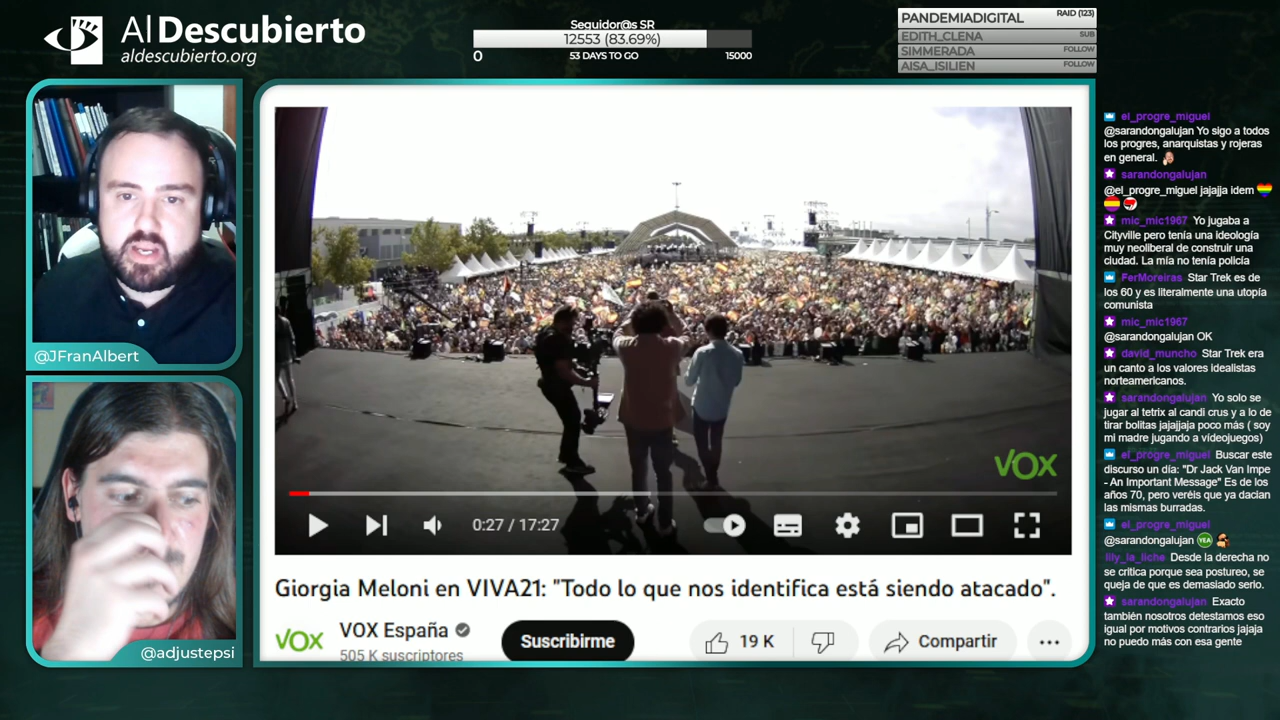 Al Descubierto
aldescubierto.org
Seguidor@s SR
12553 (83.69%)
0
53 DAYS TO GO
15000
PANDEMIADIGITAL
RAID (123)
EDITH_CLENA
SUB
SIMMERADA
FOLLOW
AISA_ISILIEN
FOLLOW
@JFranAlbert
@adjustepsi
VOX
0:27 / 17:27
Giorgia Meloni en VIVA21: "Todo lo que nos identifica está siendo atacado".
VOX
VOX España
505 K suscriptores
Suscribirme
19 K
Compartir
el_progre_miguel
@sarandongalujan Yo sigo a todos
los progres, anarquistas y rojeras
en general.
sarandongalujan
@el_progre_miguel jajajja idem
mic_mic1967 Yo jugaba a
Cityville pero tenía una ideología
muy neoliberal de construir una
ciudad. La mía no tenía policía
FerMoreiras Star Trek es de
los 60 y es literalmente una utopía
comunista
mic_mic1967
@sarandongalujan OK
david_muncho Star Trek era
un canto a los valores idealistas
norteamericanos.
sarandongalujan Yo solo se
jugar al tetrix al candi crus y a lo de
tirar bolitas jajajjaja poco más ( soy
mi madre jugando a vídeojuegos)
el_progre_miguel Buscar este
discurso un día: "Dr Jack Van Impe
- An Important Message" Es de los
años 70, pero veréis que ya dacían
las mismas burradas.
el_progre_miguel
@sarandongalujan YEA
lily_la_liche Desde la derecha no
se critica porque sea postureo, se
queja de que es demasiado serio.
sarandongalujan Exacto
también nosotros detestamos eso
igual por motivos contrarios jajaja
no puedo más con esa gente